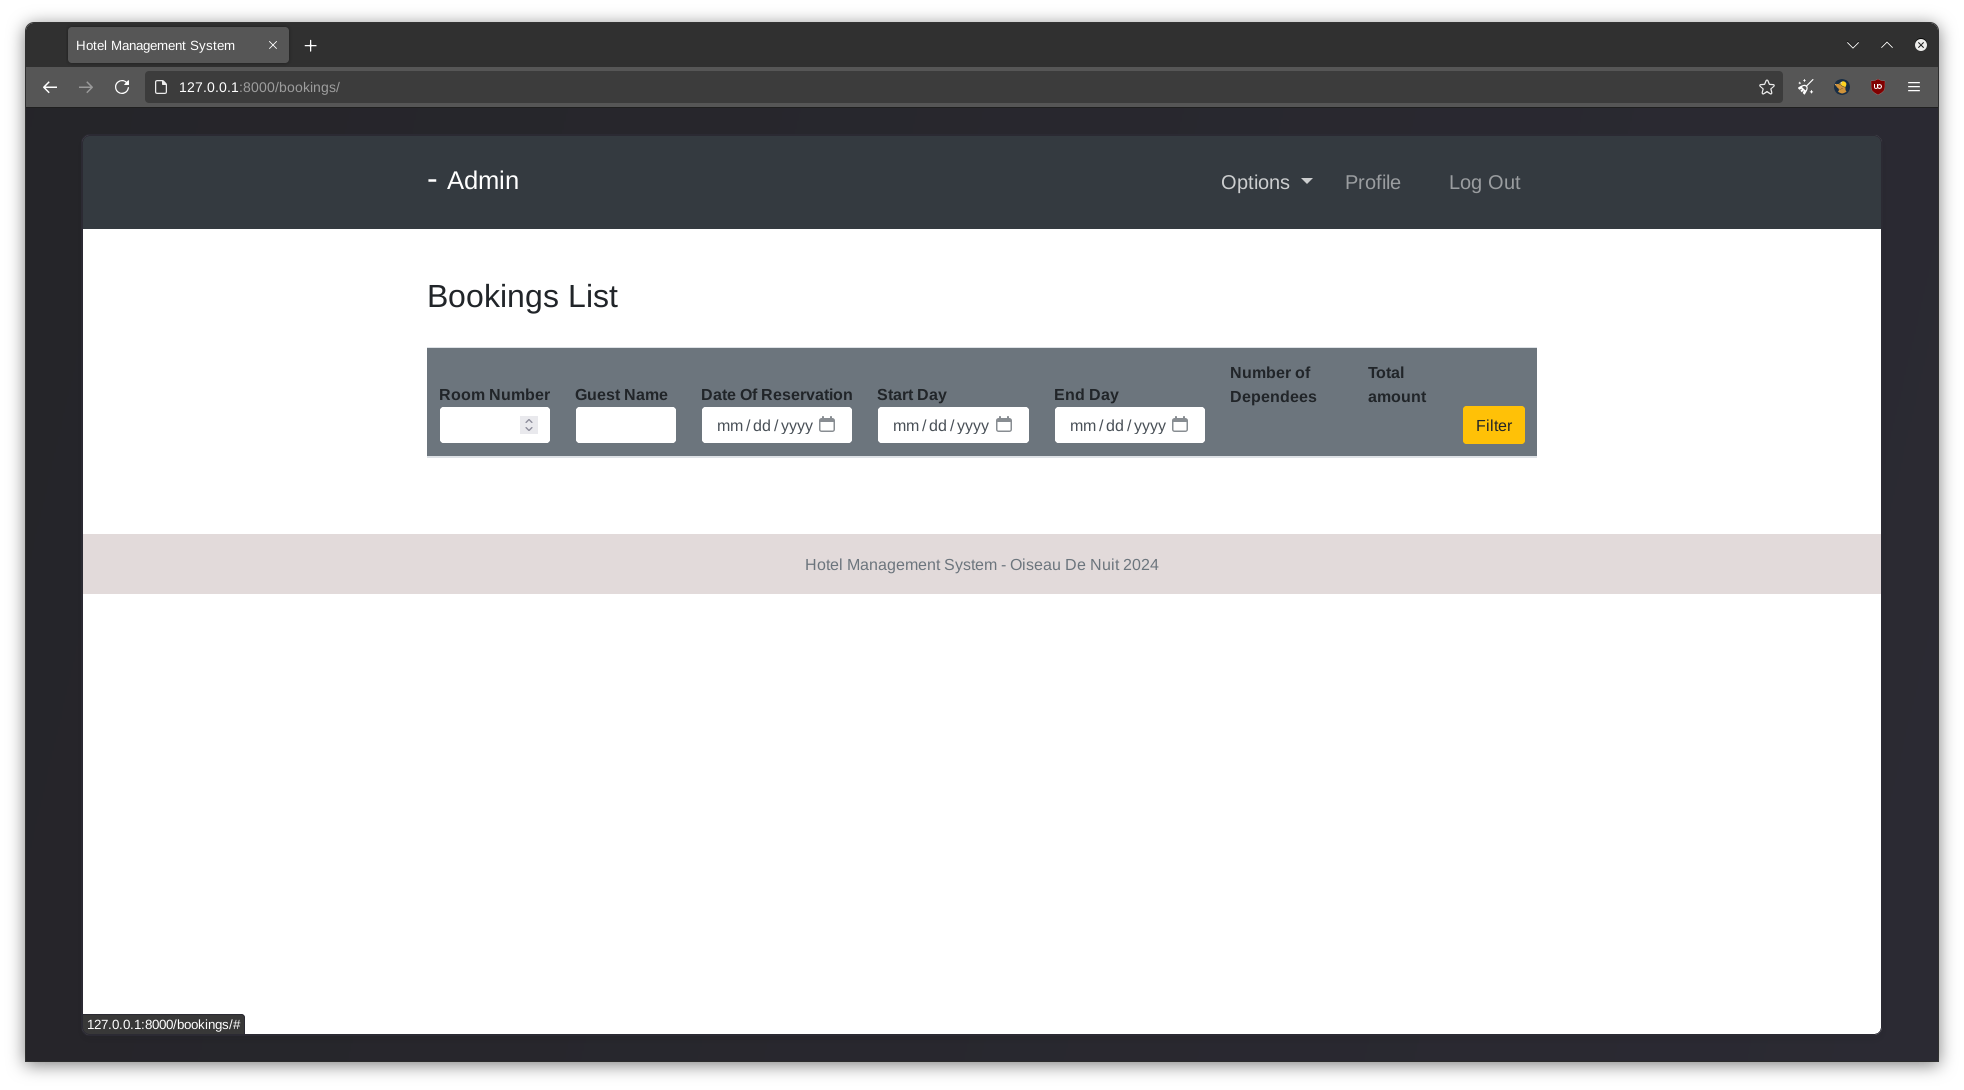 Hotel Management System
127.0.0.1:8000/bookings/
- Admin
Options
Profile
Log Out
Bookings List
Room Number
Guest Name
Date Of Reservation
Start Day
End Day
Number of
Dependees
Total
amount
mm/dd/yyyy
mm/dd/yyyy
mm/dd/yyyy
Filter
Hotel Management System - Oiseau De Nuit 2024
127.0.0.1:8000/bookings/#